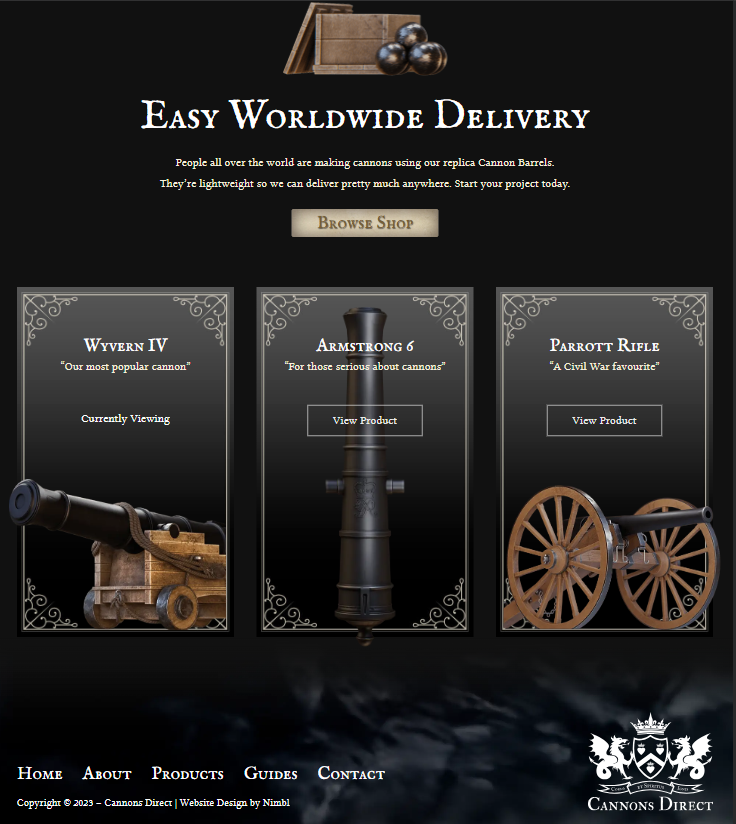 Easy Worldwide Delivery
People all over the world are making cannons using our replica Cannon Barrels.
They're lightweight so we can deliver pretty much anywhere. Start your project today.
Browse Shop
Wyvern IV
“Our most popular cannon”
Currently Viewing
Armstrong 6
“For those serious about cannons”
View Product
Parrott Rifle
“A Civil War favourite”
View Product
Home About Products Guides Contact
Copyright © 2023 – Cannons Direct | Website Design by Nimbl
Cannons Direct